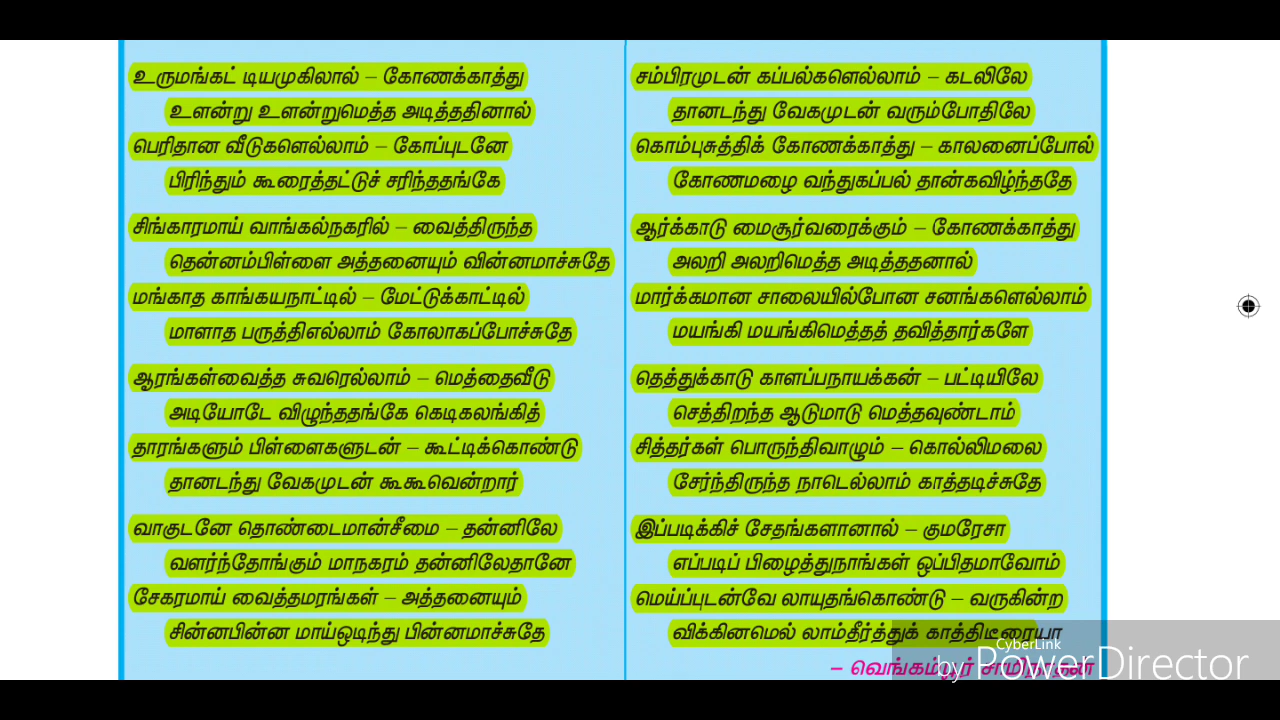 உருமங்கட் டியமுகிலால் – கோணக்காத்து
உளன்று உளன்றுமெத்த அடித்ததினால்
பெரிதான வீடுகளெல்லாம் – கோப்புடனே
பிரிந்தும் கூரைத்தட்டுச் சரிந்ததங்கே
சிங்காரமாய் வாங்கல்நகரில் – வைத்திருந்த
தென்னம்பிள்ளை அத்தனையும் வின்னமாச்சுதே
மங்காத காங்கயநாட்டில் – மேட்டுக்காட்டில்
மாளாத பருத்திஎல்லாம் கோலாகப்போச்சுதே
ஆரங்கள்வைத்த சுவரெல்லாம் – மெத்தைவீடு
அடியோடே விழுந்ததங்கே கெடிகலங்கித்
தாரங்களும் பிள்ளைகளுடன் – கூட்டிக்கொண்டு
தானடந்து வேகமுடன் கூகூவென்றார்
வாகுடனே தொண்டைமான்சீமை – தன்னிலே
வளர்ந்தோங்கும் மாநகரம் தன்னிலேதானே
சேகரமாய் வைத்தமரங்கள் – அத்தனையும்
சின்னபின்ன மாய்ஒடிந்து பின்னமாச்சுதே
சம்பிரமுடன் கப்பல்களெல்லாம் – கடலிலே
தானடந்து வேகமுடன் வரும்போதிலே
கொம்புசுத்திக் கோணக்காத்து – காலனைப்போல்
கோணமழை வந்துகப்பல் தான்கவிழ்ந்ததே
ஆர்க்காடு மைசூர்வரைக்கும் – கோணக்காத்து
அலறி அலறிமெத்த அடித்ததனால்
மார்க்கமான சாலையில்போன சனங்களெல்லாம்
மயங்கி மயங்கிமெத்தத் தவித்தார்களே
தெத்துக்காடு காளப்பநாயக்கன் – பட்டியிலே
செத்திறந்த ஆடுமாடு மெத்தவுண்டாம்
சித்தர்கள் பொருந்திவாழும் – கொல்லிமலை
சேர்ந்திருந்த நாடெல்லாம் காத்தடிச்சுதே
இப்படிக்கிச் சேதங்களானால் – குமரேசா
எப்படிப் பிழைத்துநாங்கள் ஒப்பிதமாவோம்
மெய்ப்புடன்வே லாயுதங்கொண்டு – வருகின்ற
விக்கினமெல் லாம்தீர்த்துக் காத்திடீரையா
– வெங்கம்பூர் சாமிநாதன்
CyberLink
by PowerDirector